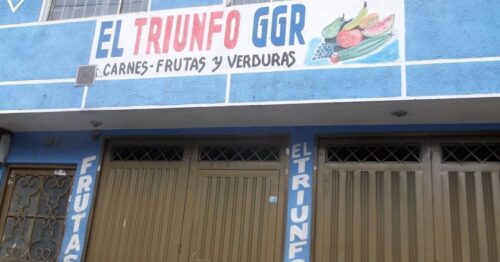 EL TRIUNFO GGR
CARNES-FRUTAS Y VERDURAS
FRUTAS
EL
TRIUNFO